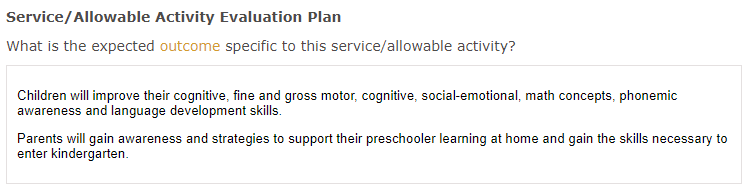 Service/Allowable Activity Evaluation Plan
What is the expected outcome specific to this service/allowable activity?
Children will improve their cognitive, fine and gross motor, cognitive, social-emotional, math concepts, phonemic
awareness and language development skills.
Parents will gain awareness and strategies to support their preschooler learning at home and gain the skills necessary to
enter kindergarten.